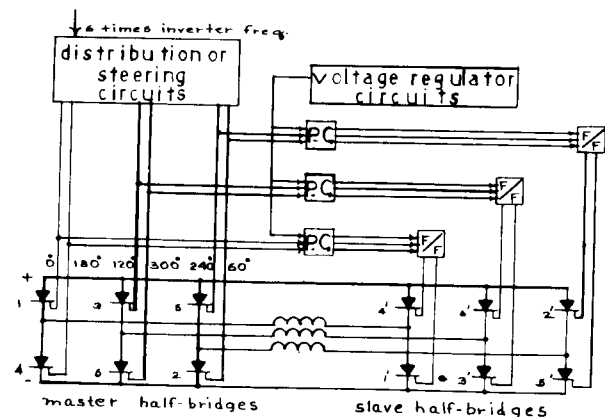 6 times inverter freq.
distribution or
steering
circuits
Voltage regulator
circuits
P.C
F/F
P.C
F/F
P.C
F/F
0° 180° 120° 300° 240° 60°
+
1 3 5 4' 6' 2'
4 6 2 1' 3' 5'
-
master half-bridges slave half-bridges